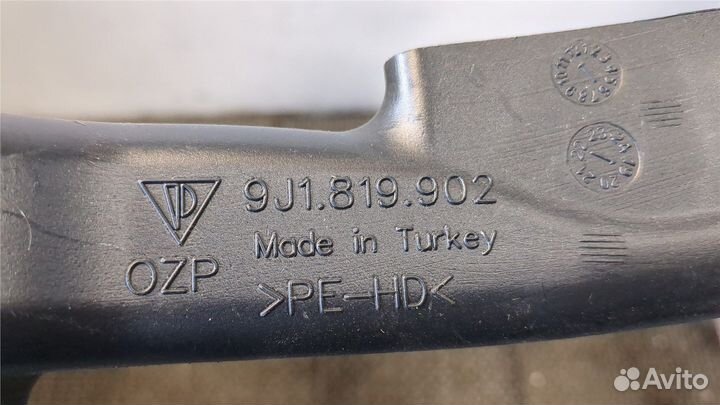 9J1.819.902
Made in Turkey
OZP
>PE-HD<
Avito